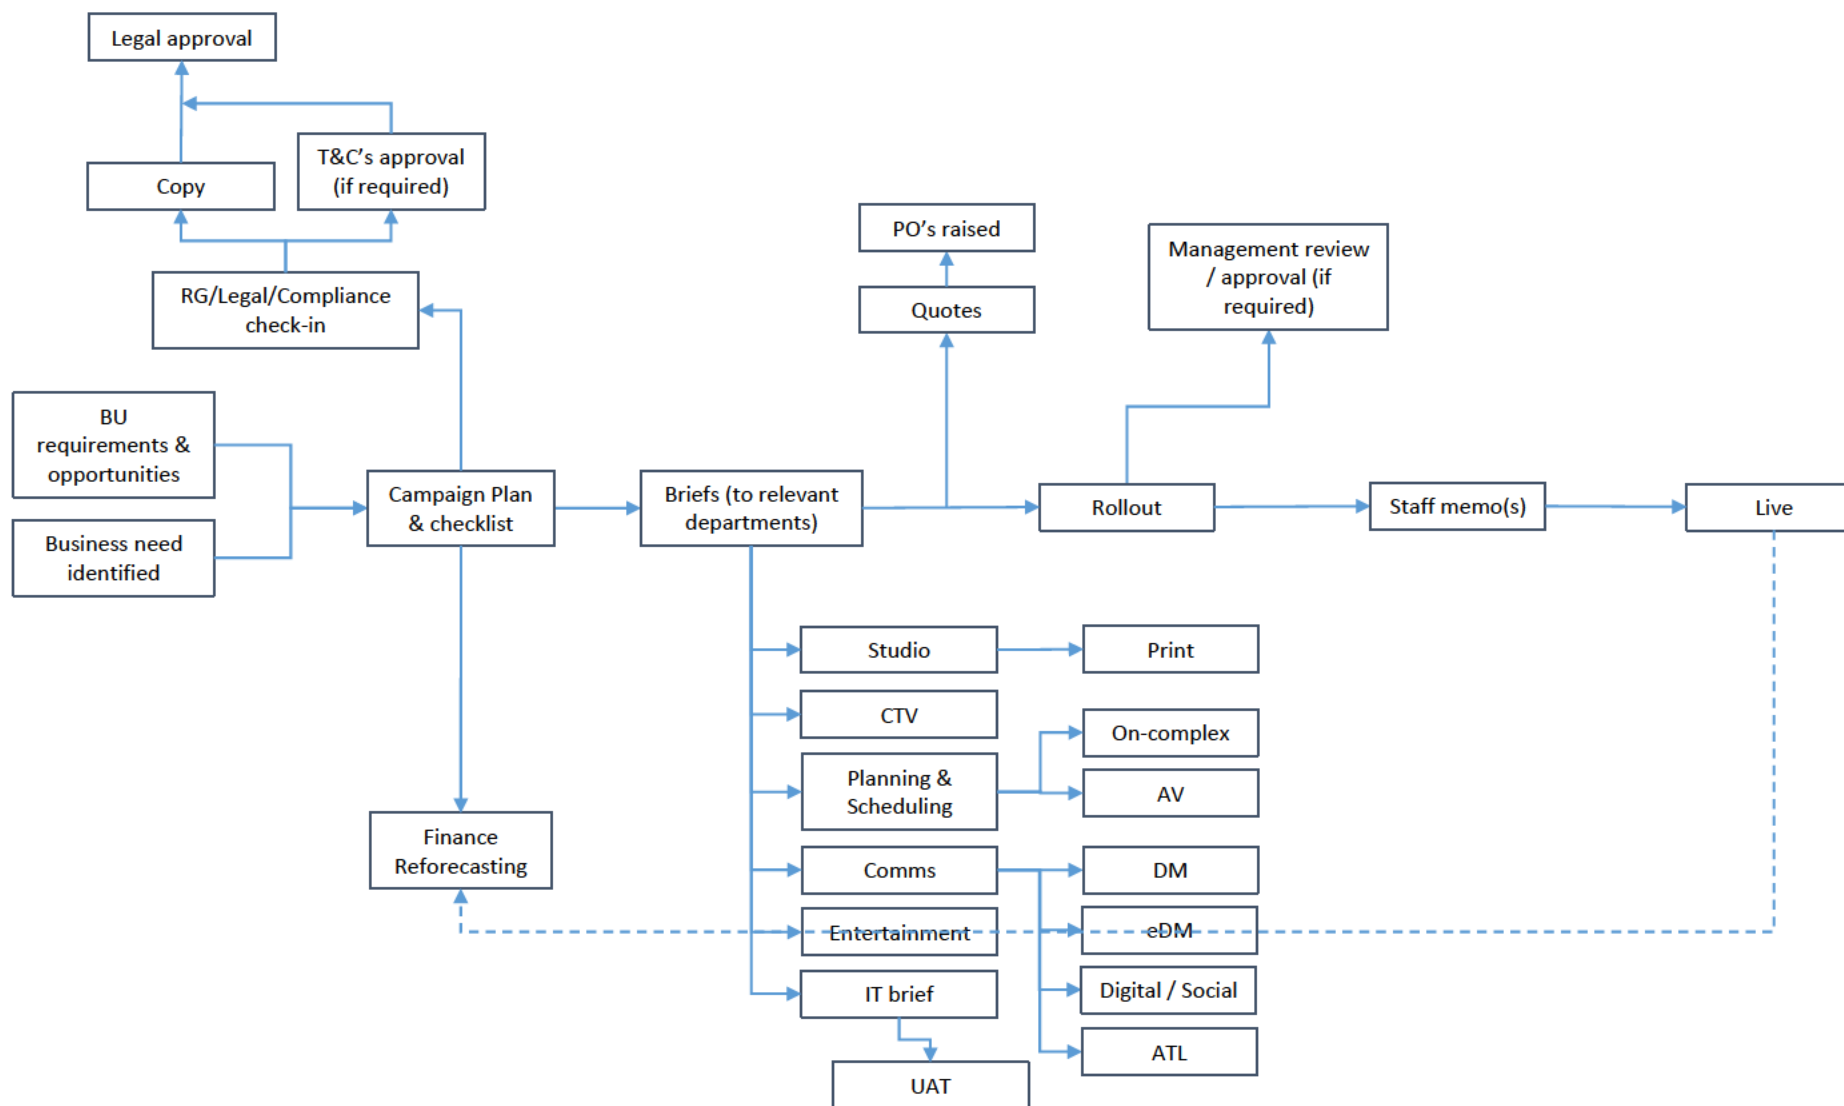 Legal approval
T&C's approval
(if required)
Copy
PO's raised
Management review
/ approval (if
required)
RG/Legal/Compliance
check-in
Quotes
BU
requirements &
opportunities
Campaign Plan
& checklist
Briefs (to relevant
departments)
Rollout
Staff memo(s)
Live
Business need
identified
Studio
Print
CTV
On-complex
Planning &
Scheduling
AV
Finance
Reforecasting
Comms
DM
Entertainment
eDM
IT brief
Digital / Social
ATL
UAT